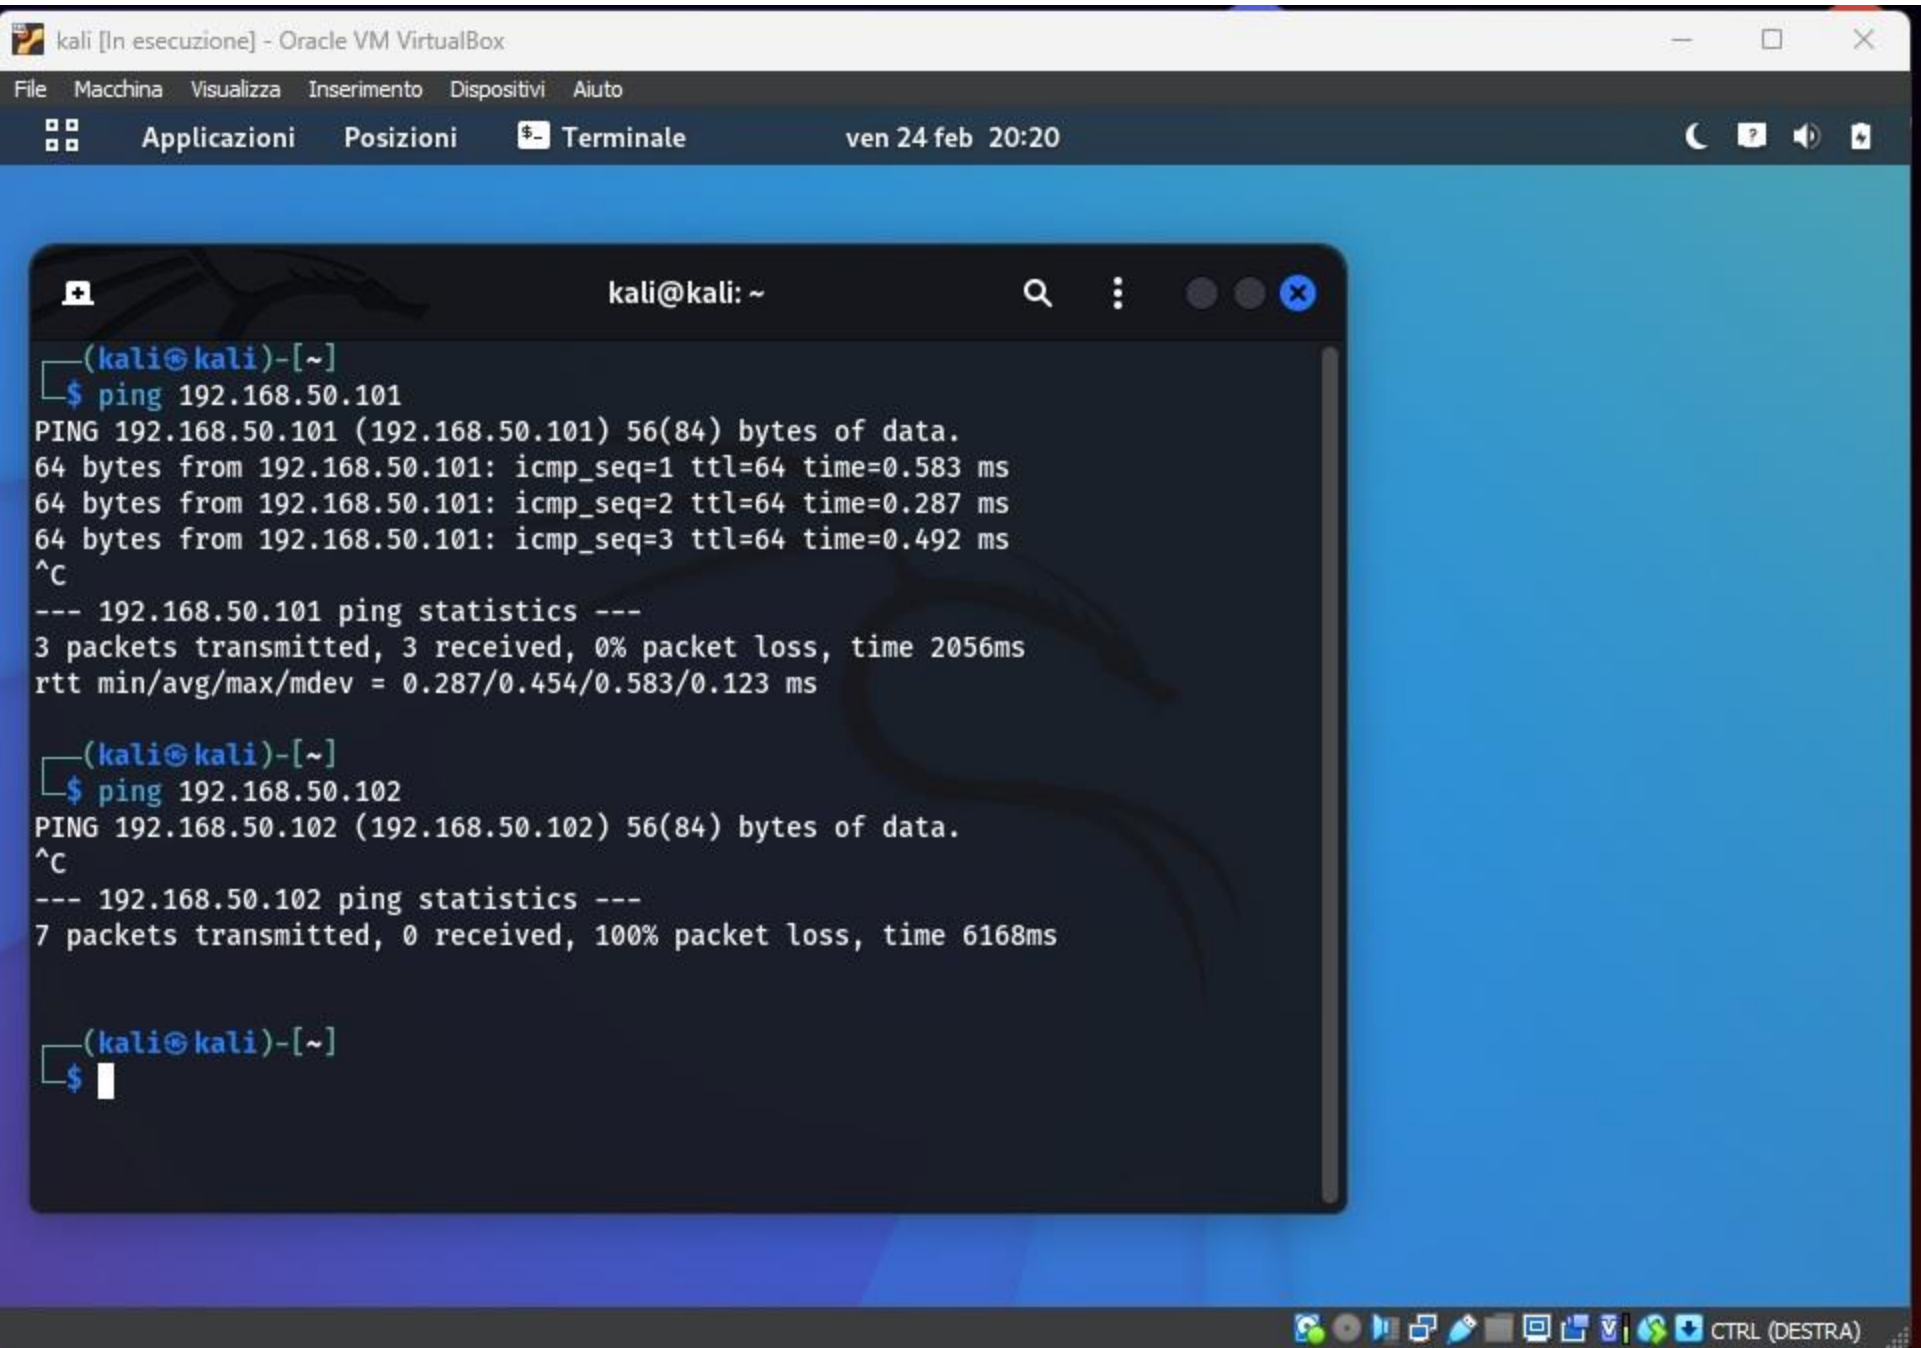 kali [In esecuzione] - Oracle VM VirtualBox
File Macchina Visualizza Inserimento Dispositivi Aiuto
Applicazioni Posizioni $_ Terminale ven 24 feb 20:20 ?
kali@kali: ~
┌──(kali㉿kali)-[~]
└─$ ping 192.168.50.101
PING 192.168.50.101 (192.168.50.101) 56(84) bytes of data.
64 bytes from 192.168.50.101: icmp_seq=1 ttl=64 time=0.583 ms
64 bytes from 192.168.50.101: icmp_seq=2 ttl=64 time=0.287 ms
64 bytes from 192.168.50.101: icmp_seq=3 ttl=64 time=0.492 ms
^C
--- 192.168.50.101 ping statistics ---
3 packets transmitted, 3 received, 0% packet loss, time 2056ms
rtt min/avg/max/mdev = 0.287/0.454/0.583/0.123 ms
┌──(kali㉿kali)-[~]
└─$ ping 192.168.50.102
PING 192.168.50.102 (192.168.50.102) 56(84) bytes of data.
^C
--- 192.168.50.102 ping statistics ---
7 packets transmitted, 0 received, 100% packet loss, time 6168ms
┌──(kali㉿kali)-[~]
└─$
CTRL (DESTRA)